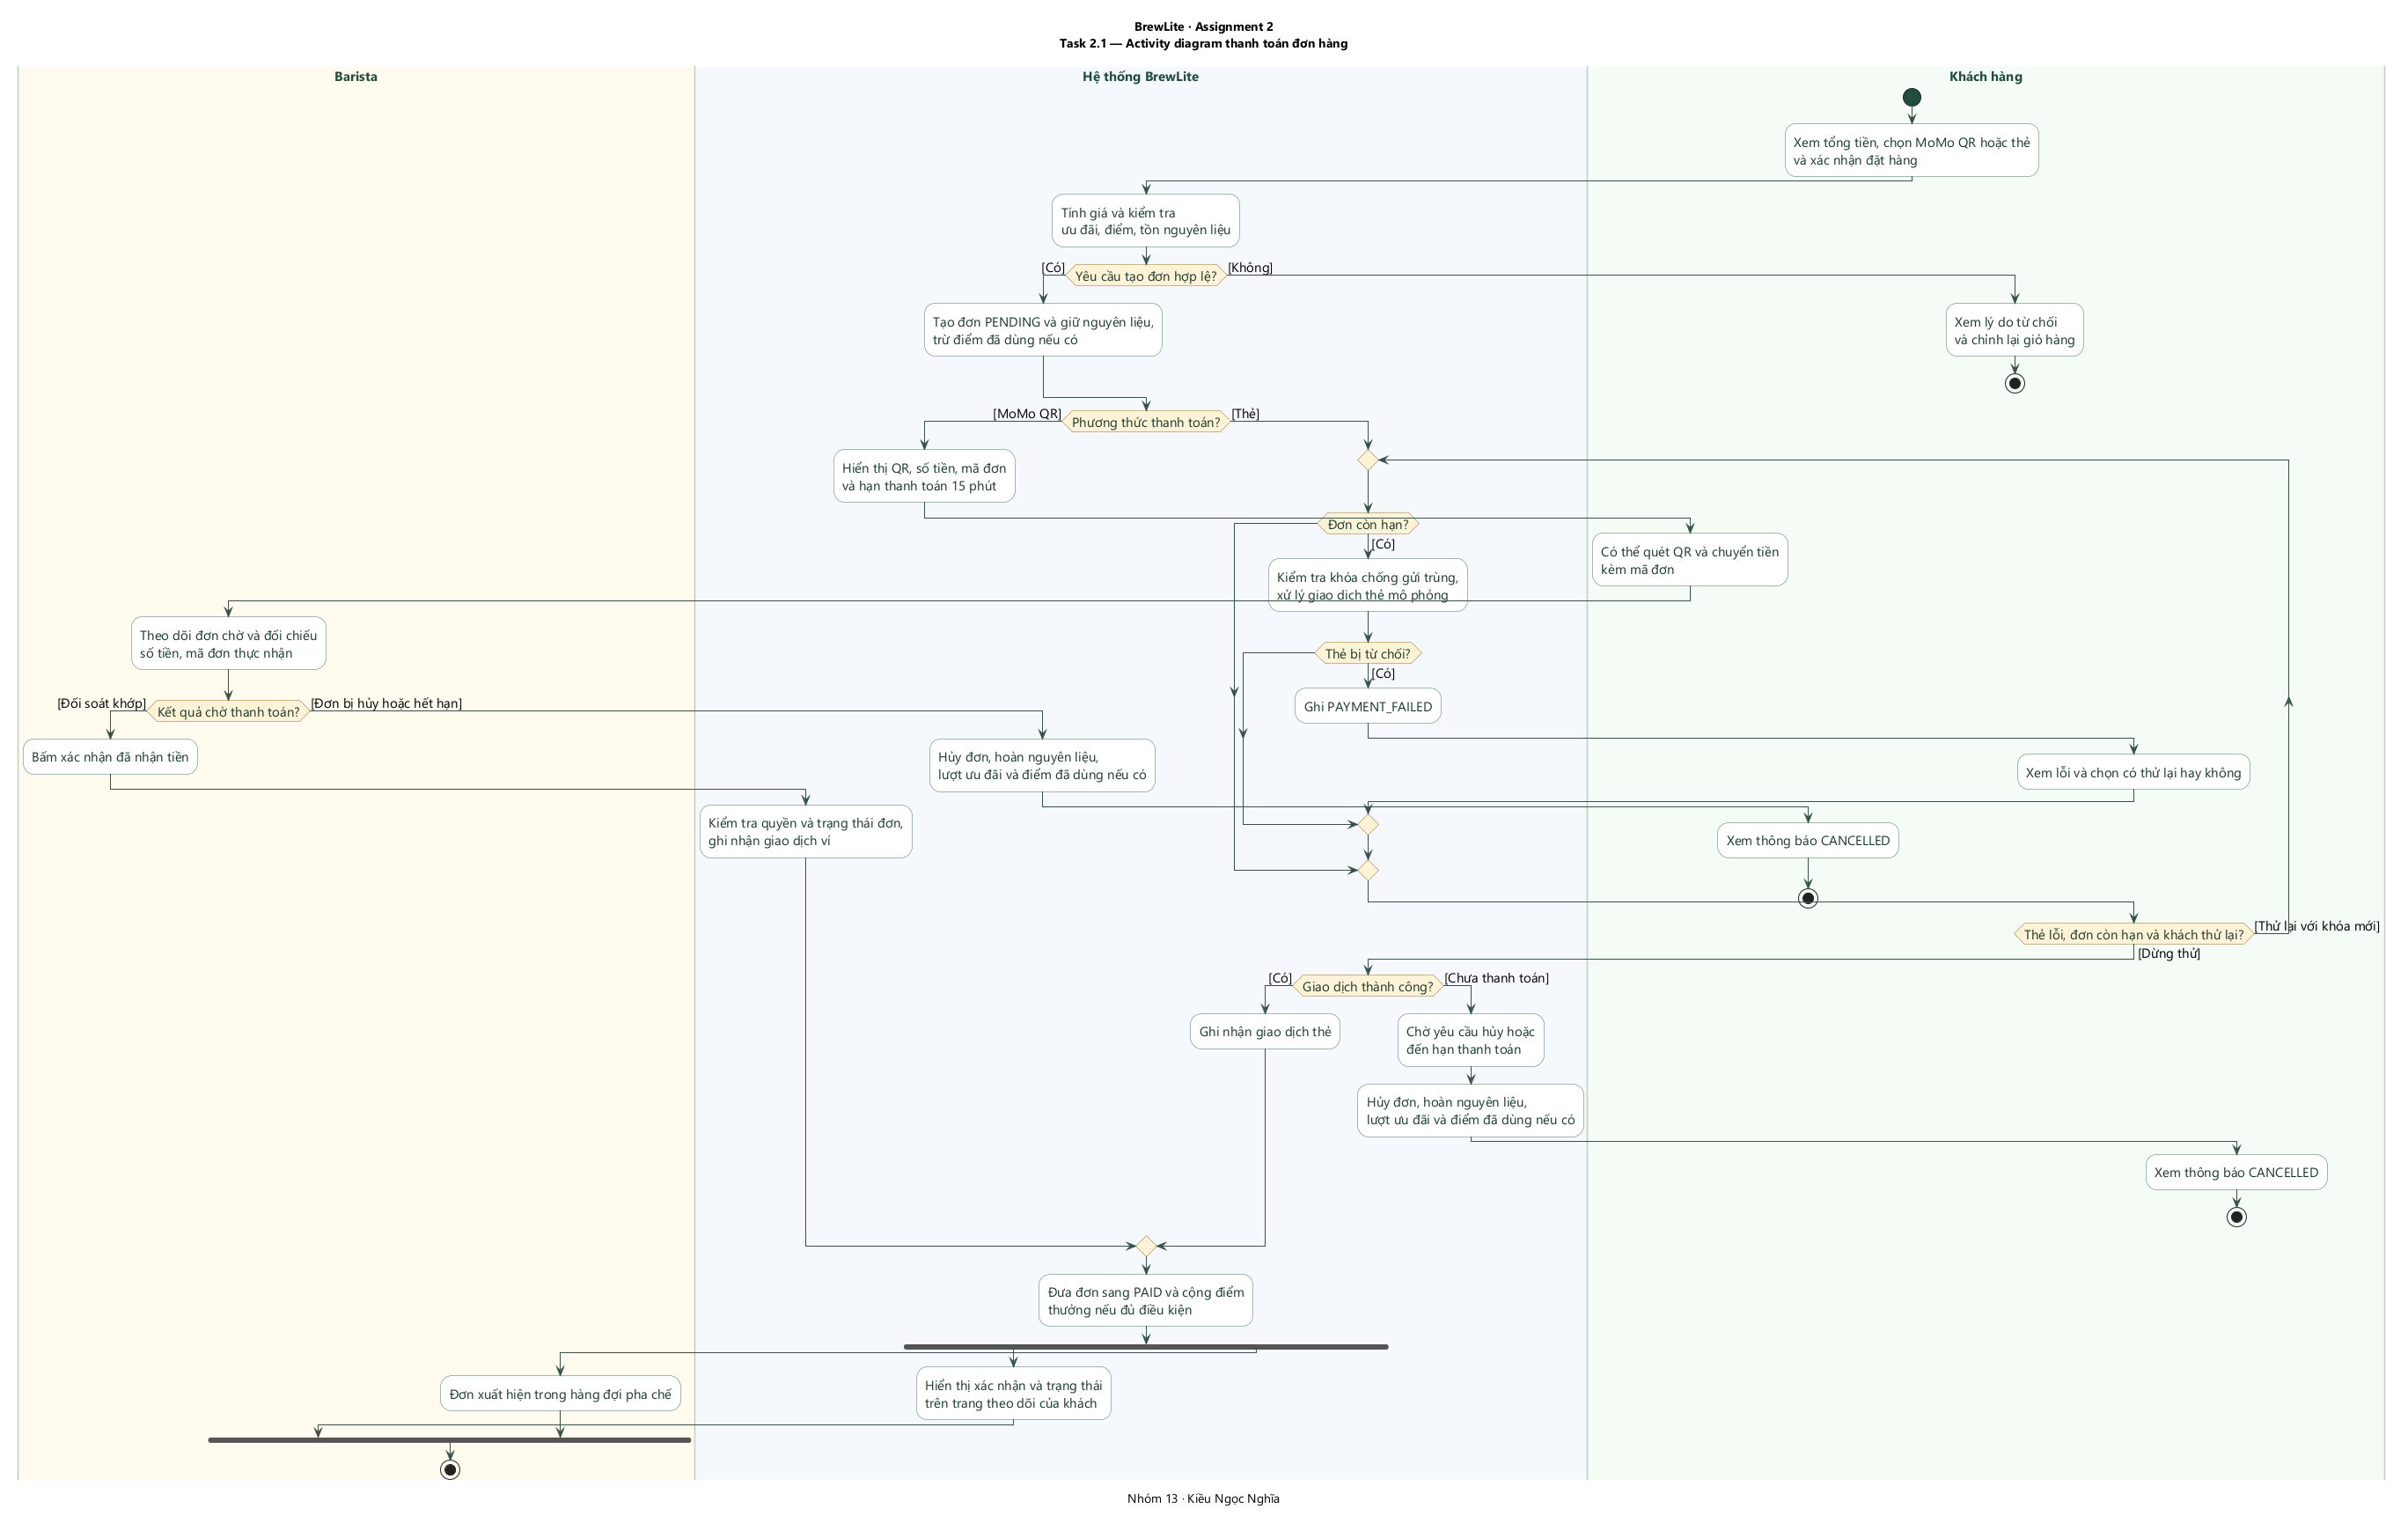 BrewLite · Assignment 2
Task 2.1 — Activity diagram thanh toán đơn hàng
Barista
Hệ thống BrewLite
Khách hàng
Xem tổng tiền, chọn MoMo QR hoặc thẻ
và xác nhận đặt hàng
Tính giá và kiểm tra
ưu đãi, điểm, tồn nguyên liệu
[Có]
Yêu cầu tạo đơn hợp lệ?
[Không]
Tạo đơn PENDING và giữ nguyên liệu,
trừ điểm đã dùng nếu có
Xem lý do từ chối
và chỉnh lại giỏ hàng
[MoMo QR]
Phương thức thanh toán?
[Thẻ]
Hiển thị QR, số tiền, mã đơn
và hạn thanh toán 15 phút
Đơn còn hạn?
[Có]
Có thể quét QR và chuyển tiền
kèm mã đơn
Kiểm tra khóa chống gửi trùng,
xử lý giao dịch thẻ mô phỏng
Theo dõi đơn chờ và đối chiếu
số tiền, mã đơn thực nhận
Thẻ bị từ chối?
[Có]
[Đối soát khớp]
Kết quả chờ thanh toán?
[Đơn bị hủy hoặc hết hạn]
Ghi PAYMENT_FAILED
Bấm xác nhận đã nhận tiền
Hủy đơn, hoàn nguyên liệu,
lượt ưu đãi và điểm đã dùng nếu có
Xem lỗi và chọn có thử lại hay không
Kiểm tra quyền và trạng thái đơn,
ghi nhận giao dịch ví
Xem thông báo CANCELLED
Thẻ lỗi, đơn còn hạn và khách thử lại?
[Thử lại với khóa mới]
[Dừng thử]
[Có]
Giao dịch thành công?
[Chưa thanh toán]
Ghi nhận giao dịch thẻ
Chờ yêu cầu hủy hoặc
đến hạn thanh toán
Hủy đơn, hoàn nguyên liệu,
lượt ưu đãi và điểm đã dùng nếu có
Xem thông báo CANCELLED
Đưa đơn sang PAID và cộng điểm
thưởng nếu đủ điều kiện
Đơn xuất hiện trong hàng đợi pha chế
Hiển thị xác nhận và trạng thái
trên trang theo dõi của khách
Nhóm 13 · Kiều Ngọc Nghĩa